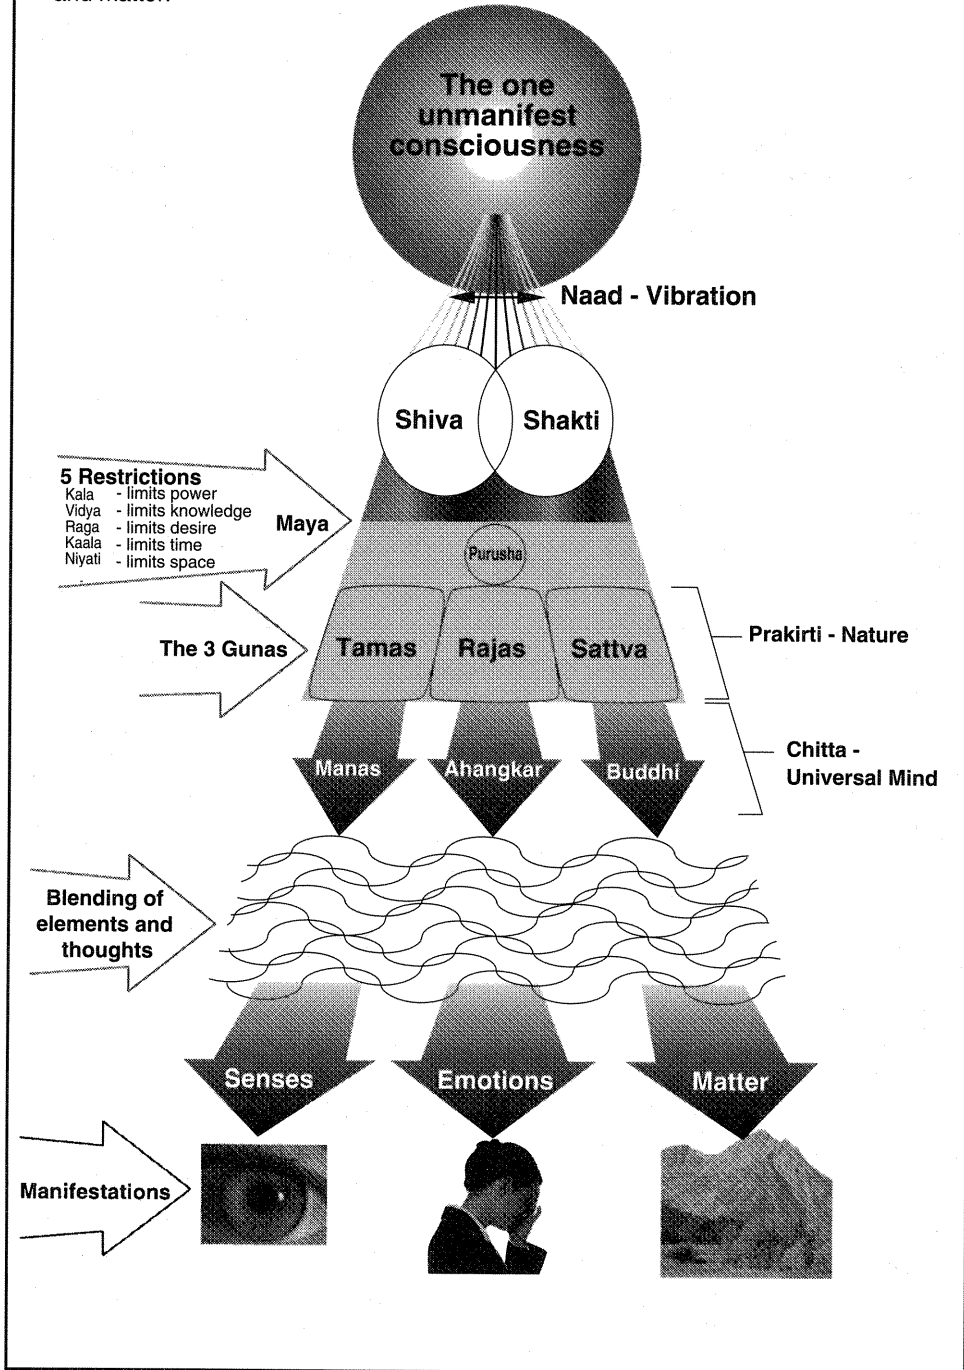 and matter.
The one
unmanifest
consciousness
Naad - Vibration
Shiva
Shakti
5 Restrictions
Kala - limits power
Vidya - limits knowledge
Raga - limits desire
Kaala - limits time
Niyati - limits space
Maya
Purusha
The 3 Gunas
Tamas
Rajas
Sattva
Prakirti - Nature
Manas
Ahangkar
Buddhi
Chitta -
Universal Mind
Blending of
elements and
thoughts
Senses
Emotions
Matter
Manifestations